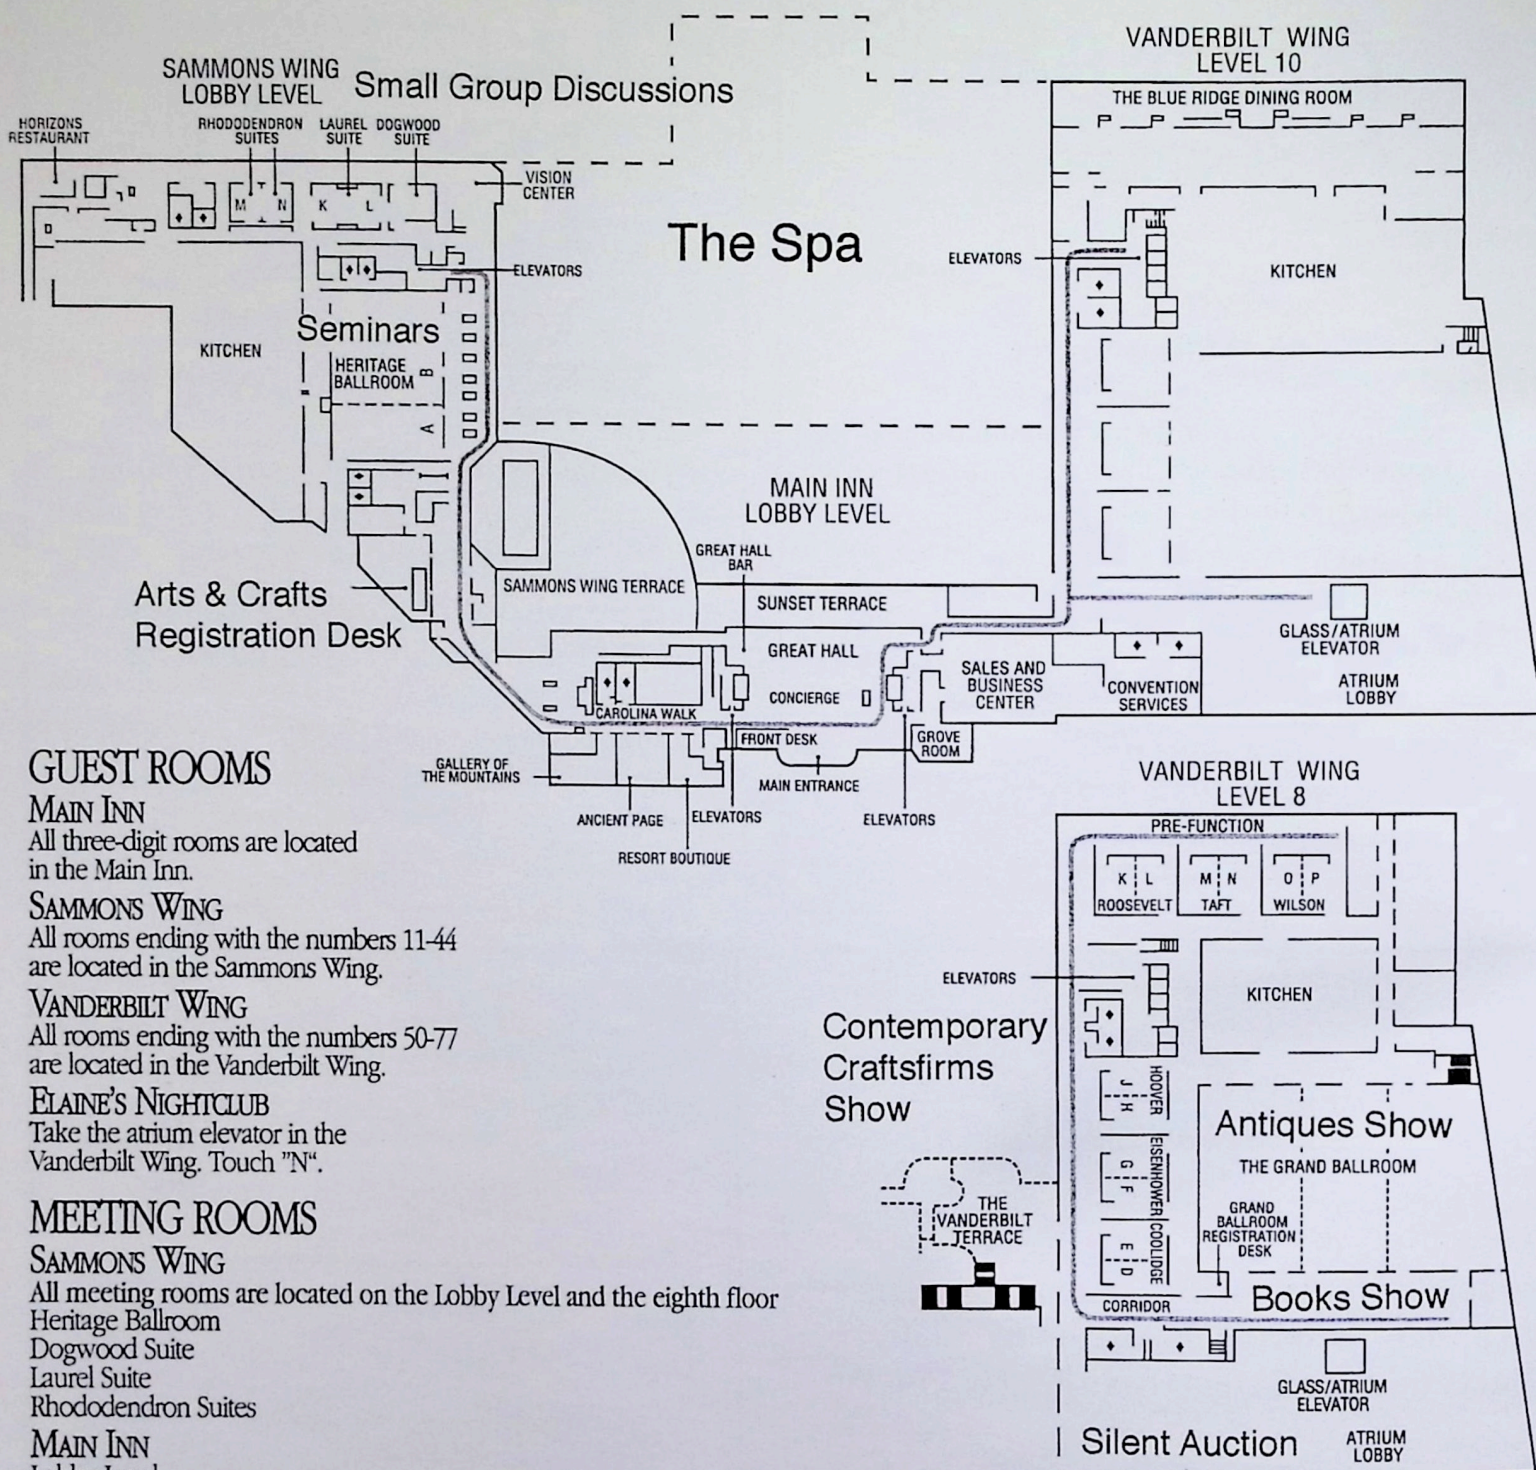 SAMMONS WING
LOBBY LEVEL
Small Group Discussions
VANDERBILT WING
LEVEL 10
THE BLUE RIDGE DINING ROOM
HORIZONS
RESTAURANT
RHODODENDRON
SUITES
LAUREL
SUITE
DOGWOOD
SUITE
VISION
CENTER
M N K L
The Spa
ELEVATORS
ELEVATORS
KITCHEN
Seminars
KITCHEN
HERITAGE
BALLROOM
B
A
MAIN INN
LOBBY LEVEL
GREAT HALL
BAR
Arts & Crafts
Registration Desk
SAMMONS WING TERRACE
SUNSET TERRACE
GLASS/ATRIUM
ELEVATOR
GREAT HALL
SALES AND
BUSINESS
CENTER
CONVENTION
SERVICES
ATRIUM
LOBBY
CONCIERGE
CAROLINA WALK
FRONT DESK
GROVE
ROOM
GALLERY OF
THE MOUNTAINS
MAIN ENTRANCE
ANCIENT PAGE
ELEVATORS
ELEVATORS
RESORT BOUTIQUE
VANDERBILT WING
LEVEL 8
PRE-FUNCTION
K L
ROOSEVELT
M N
TAFT
O P
WILSON
ELEVATORS
KITCHEN
Contemporary
Craftsfirms
Show
J H
HOOVER
G F
EISENHOWER
E D
COOLIDGE
Antiques Show
THE GRAND BALLROOM
GRAND
BALLROOM
REGISTRATION
DESK
THE
VANDERBILT
TERRACE
CORRIDOR
Books Show
GLASS/ATRIUM
ELEVATOR
Silent Auction
ATRIUM
LOBBY
GUEST ROOMS
MAIN INN
All three-digit rooms are located
in the Main Inn.
SAMMONS WING
All rooms ending with the numbers 11-44
are located in the Sammons Wing.
VANDERBILT WING
All rooms ending with the numbers 50-77
are located in the Vanderbilt Wing.
ELAINE'S NIGHTCLUB
Take the atrium elevator in the
Vanderbilt Wing. Touch ”N“.
MEETING ROOMS
SAMMONS WING
All meeting rooms are located on the Lobby Level and the eighth floor
Heritage Ballroom
Dogwood Suite
Laurel Suite
Rhododendron Suites
MAIN INN